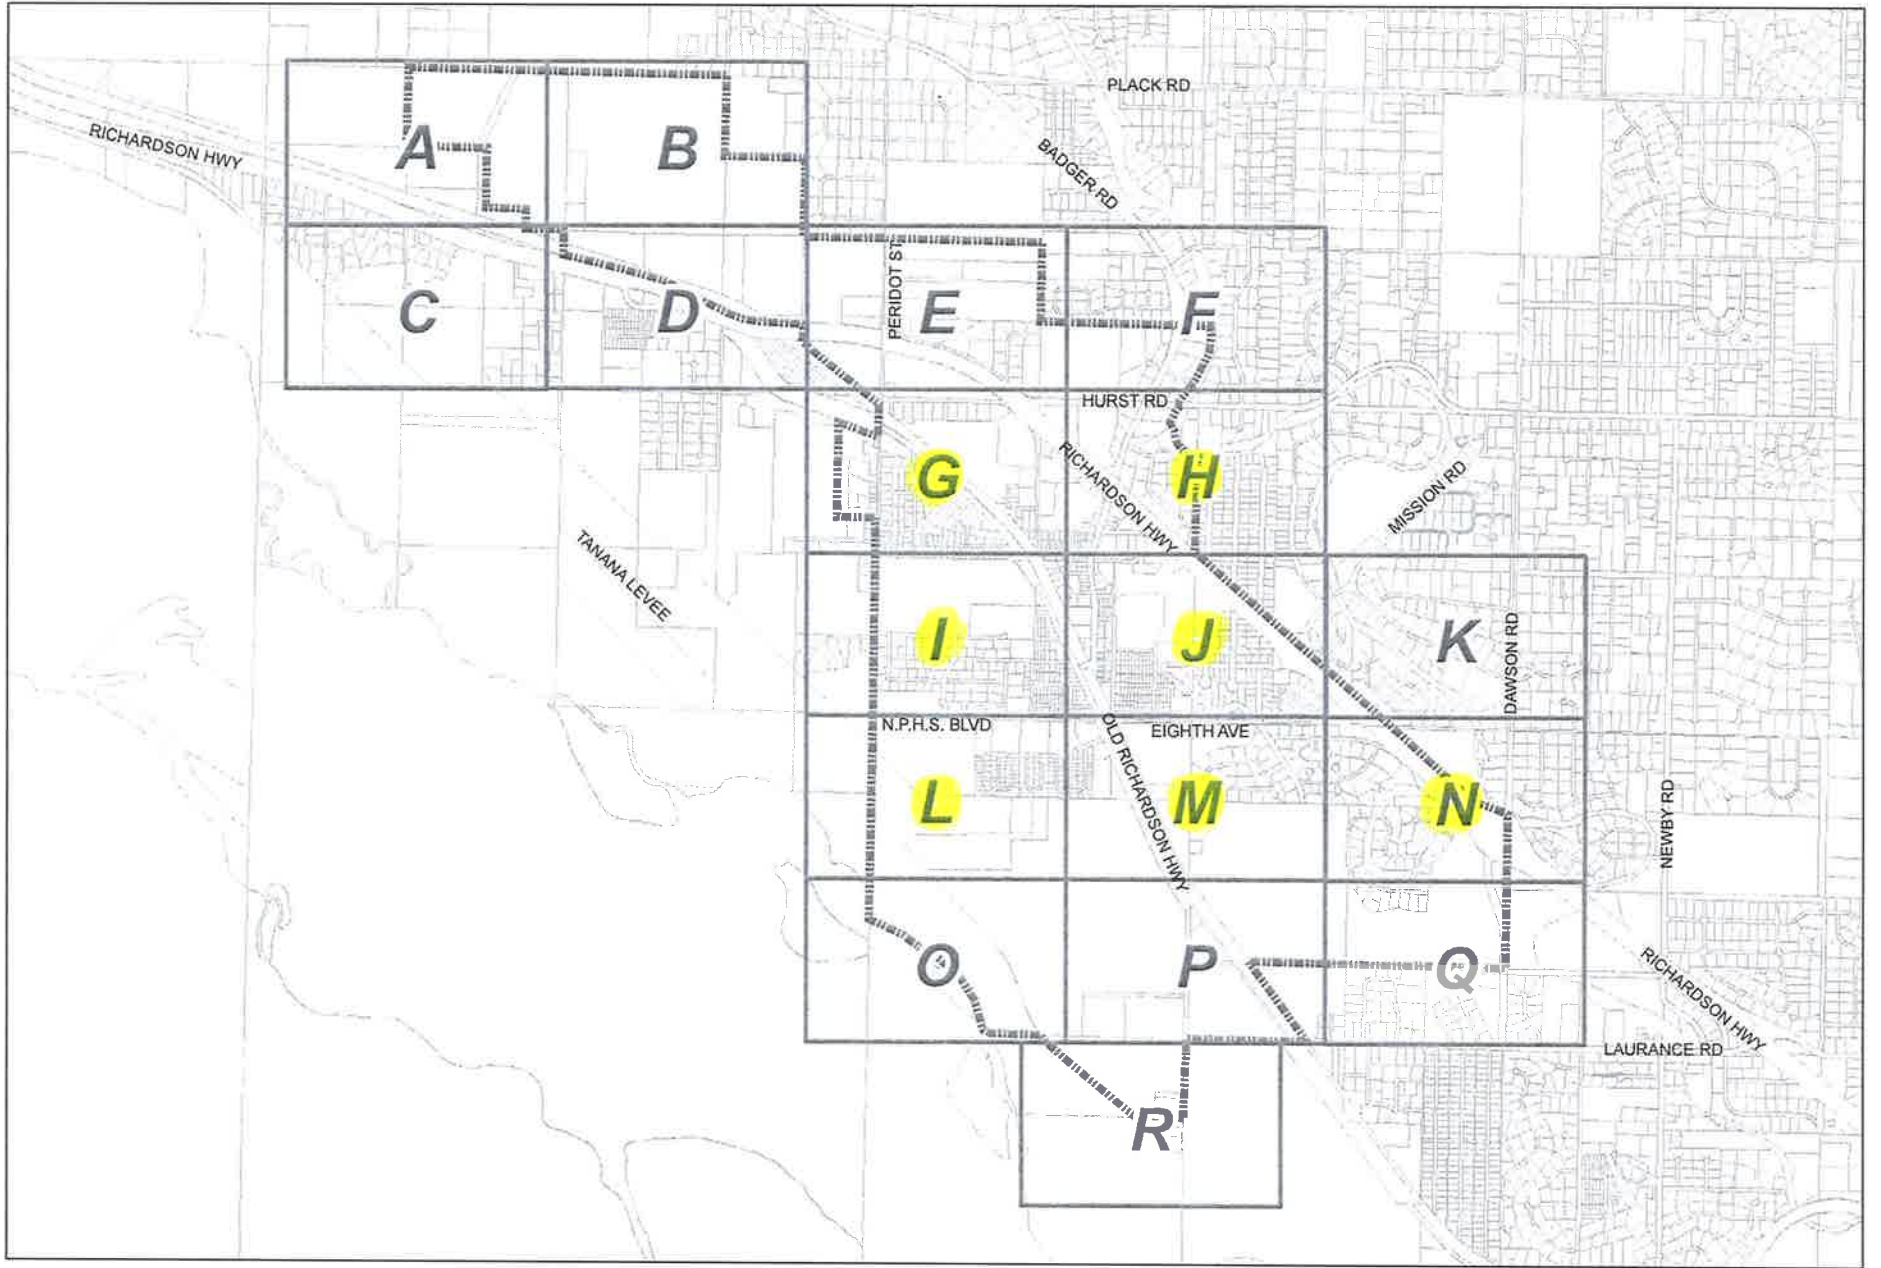 PLACK RD
RICHARDSON HWY
A
B
BADGER RD
C
D
PERIDOT ST
E
F
HURST RD
G
RICHARDSON HWY
H
MISSION RD
TANANA LEVEE
I
J
K
DAWSON RD
N.P.H.S. BLVD
OLD RICHARDSON HWY
EIGHTH AVE
L
M
N
NEWBY RD
O
P
Q
RICHARDSON HWY
LAURANCE RD
R